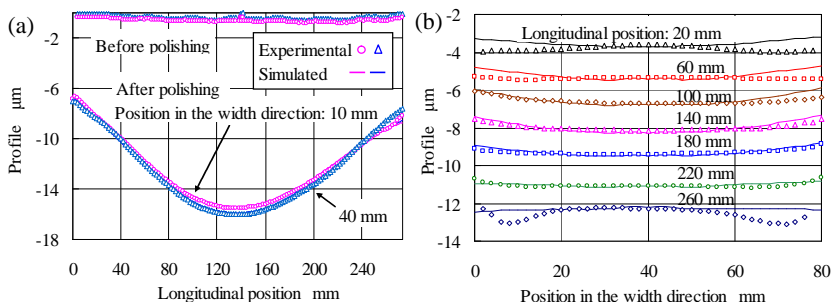 (a)
-2
-6
-10
-14
-18
Profile μm
0 40 80 120 160 200 240
Longitudinal position mm
Before polishing
Experimental
Simulated
After polishing
Position in the width direction: 10 mm
40 mm
(b)
-2
-4
-6
-8
-10
-12
-14
Profile μm
0 20 40 60 80
Position in the width direction mm
Longitudinal position: 20 mm
60 mm
100 mm
140 mm
180 mm
220 mm
260 mm